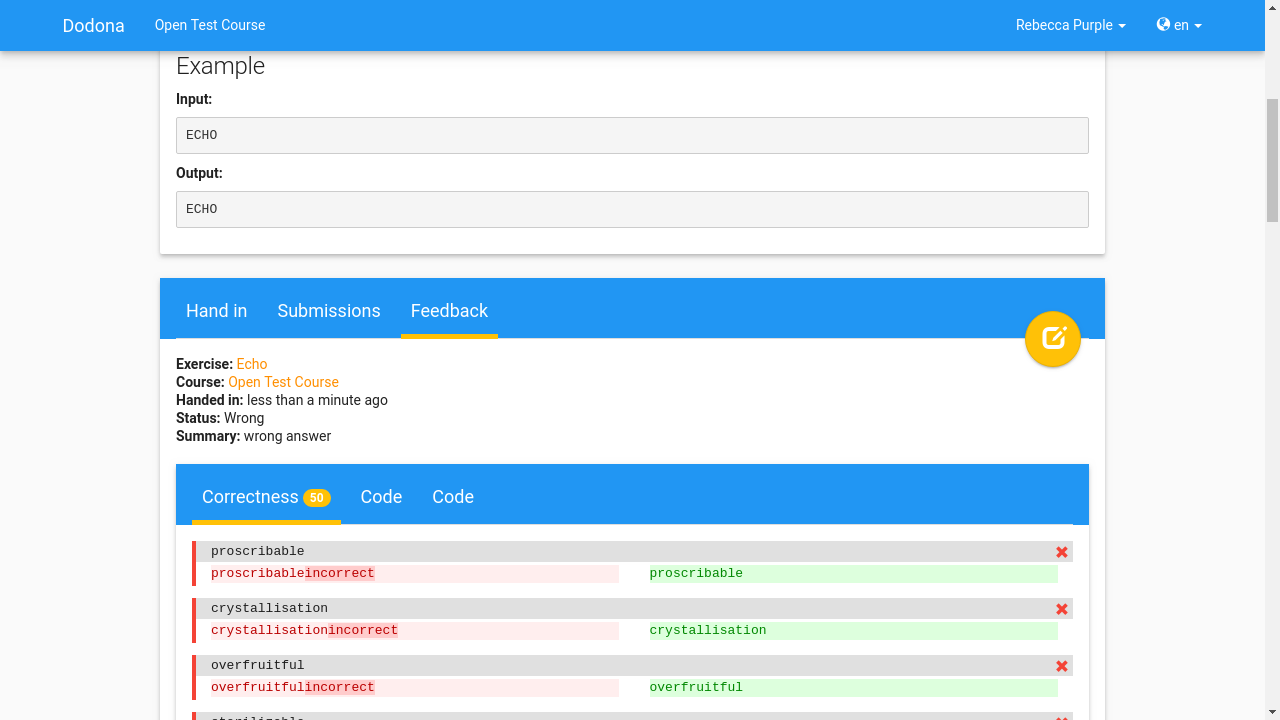 Dodona Open Test Course Rebecca Purple en
Example
Input:
ECHO
Output:
ECHO
Hand in Submissions Feedback
Exercise: Echo
Course: Open Test Course
Handed in: less than a minute ago
Status: Wrong
Summary: wrong answer
Correctness 50 Code Code
proscribable
proscribableincorrect proscribable
crystallisation
crystallisationincorrect crystallisation
overfruitful
overfruitfulincorrect overfruitful